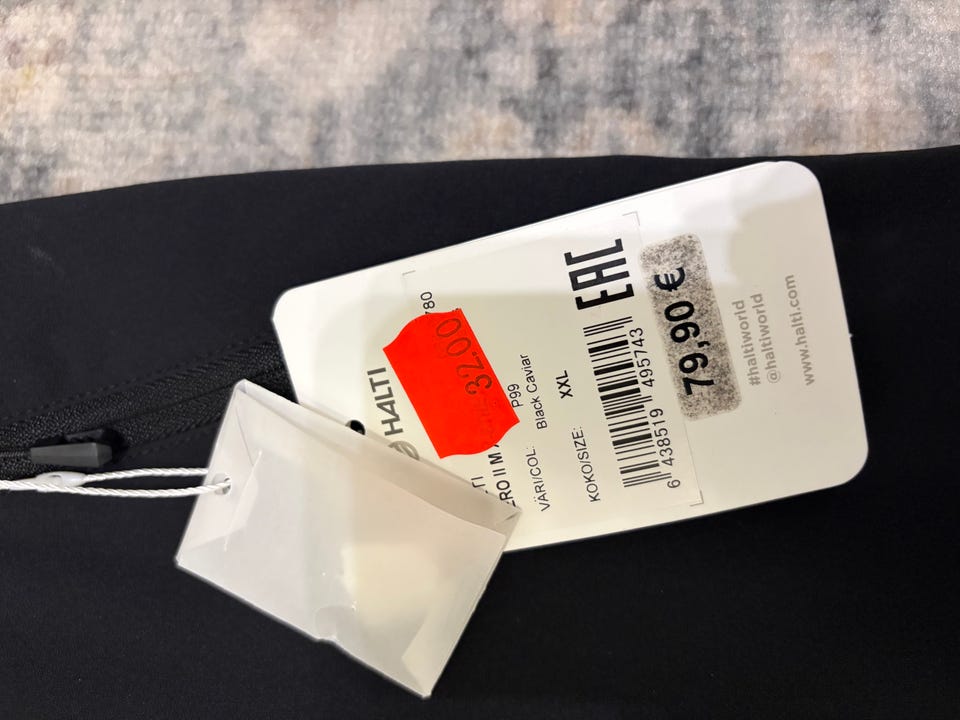 HALTI
780
32.00
VÄRI/COL: P99
Black Caviar
KOKO/SIZE: XXL
EAC
6 438519 495743
79,90 €
#haltiworld
@haltiworld
www.halti.com